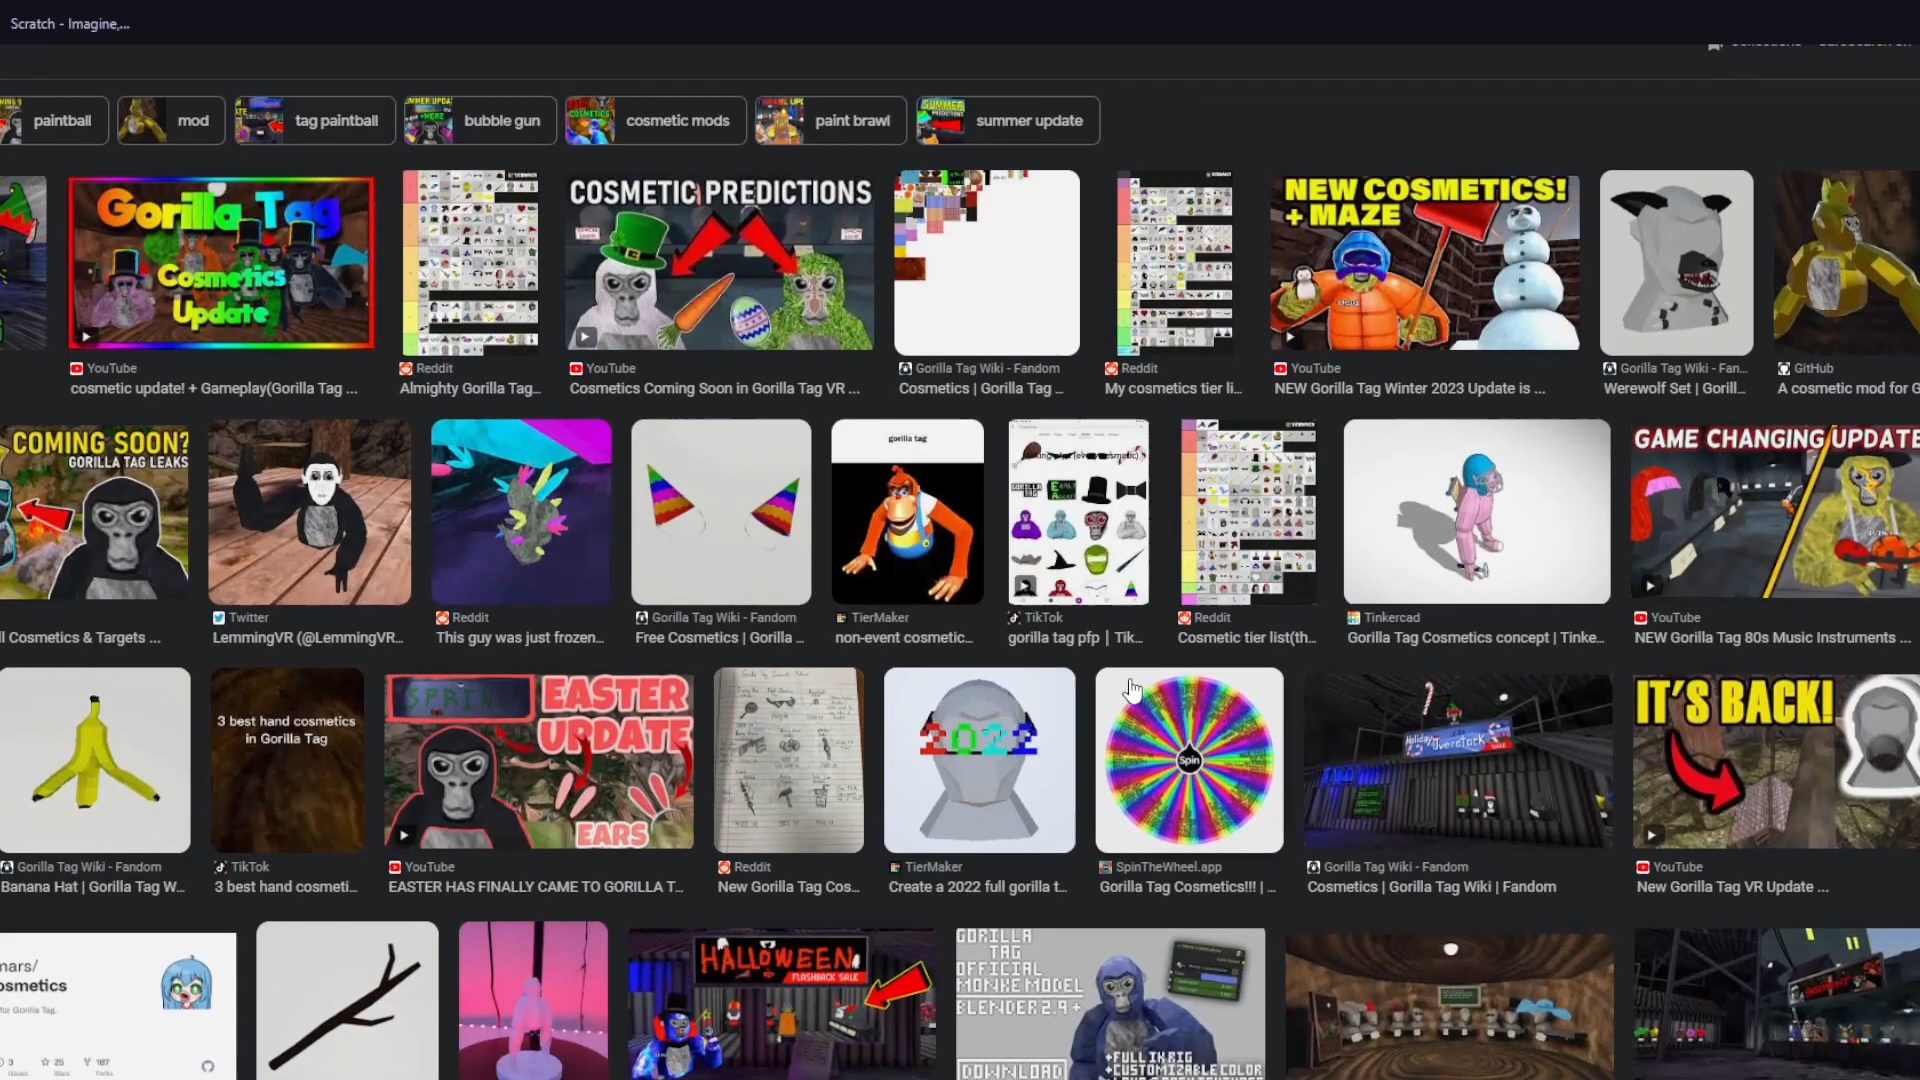 Scratch - Imagine,...
paintball
mod
tag paintball
bubble gun
cosmetic mods
paint brawl
summer update
Gorilla Tag
Cosmetics
Update
COSMETIC PREDICTIONS
NEW COSMETICS!
+ MAZE
YouTube
cosmetic update! + Gameplay(Gorilla Tag ...
Reddit
Almighty Gorilla Tag...
YouTube
Cosmetics Coming Soon in Gorilla Tag VR ...
Gorilla Tag Wiki - Fandom
Cosmetics | Gorilla Tag ...
Reddit
My cosmetics tier li...
YouTube
NEW Gorilla Tag Winter 2023 Update is ...
Gorilla Tag Wiki - Fan...
Werewolf Set | Gorill...
GitHub
A cosmetic mod for G
COMING SOON?
GORILLA TAG LEAKS
gorilla tag
GAME CHANGING UPDATE
l Cosmetics & Targets ...
Twitter
LemmingVR (@LemmingVR...
Reddit
This guy was just frozen...
Gorilla Tag Wiki - Fandom
Free Cosmetics | Gorilla ...
TierMaker
non-event cosmetic...
TikTok
gorilla tag pfp | Tik...
Reddit
Cosmetic tier list(th...
Tinkercad
Gorilla Tag Cosmetics concept | Tinke...
YouTube
NEW Gorilla Tag 80s Music Instruments ...
3 best hand cosmetics
in Gorilla Tag
SPRIN
EASTER
UPDATE
EARS
2022
Spin
Holiday Overstock
SALE
IT'S BACK!
Gorilla Tag Wiki - Fandom
Banana Hat | Gorilla Tag W...
TikTok
3 best hand cosmeti...
YouTube
EASTER HAS FINALLY CAME TO GORILLA T...
Reddit
New Gorilla Tag Cos...
TierMaker
Create a 2022 full gorilla t...
SpinTheWheel.app
Gorilla Tag Cosmetics!!! | ...
Gorilla Tag Wiki - Fandom
Cosmetics | Gorilla Tag Wiki | Fandom
YouTube
New Gorilla Tag VR Update ...
mars/
osmetics
for Gorilla Tag.
3
25
187
HALLOWEEN
FLASHBACK SALE
GORILLA
TAG
OFFICIAL
MONKE MODEL
BLENDER 2.9 +
DOWNLOAD
+FULL IK RIG
+CUSTOMIZABLE COLOR